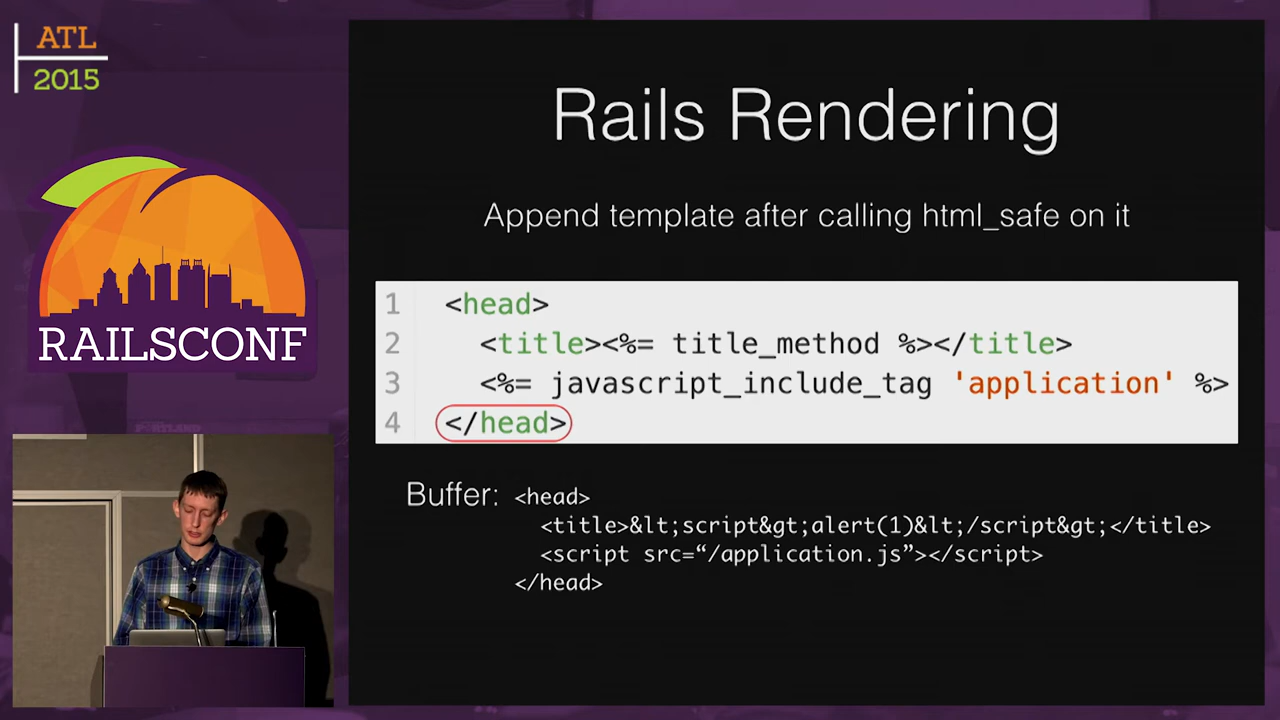 ATL
2015
RAILSCONF
Rails Rendering
Append template after calling html_safe on it
1 <head>
2 <title><%= title_method %></title>
3 <%= javascript_include_tag 'application' %>
4 </head>
Buffer: <head>
<title>&lt;script&gt;alert(1)&lt;/script&gt;</title>
<script src=“/application.js”></script>
</head>